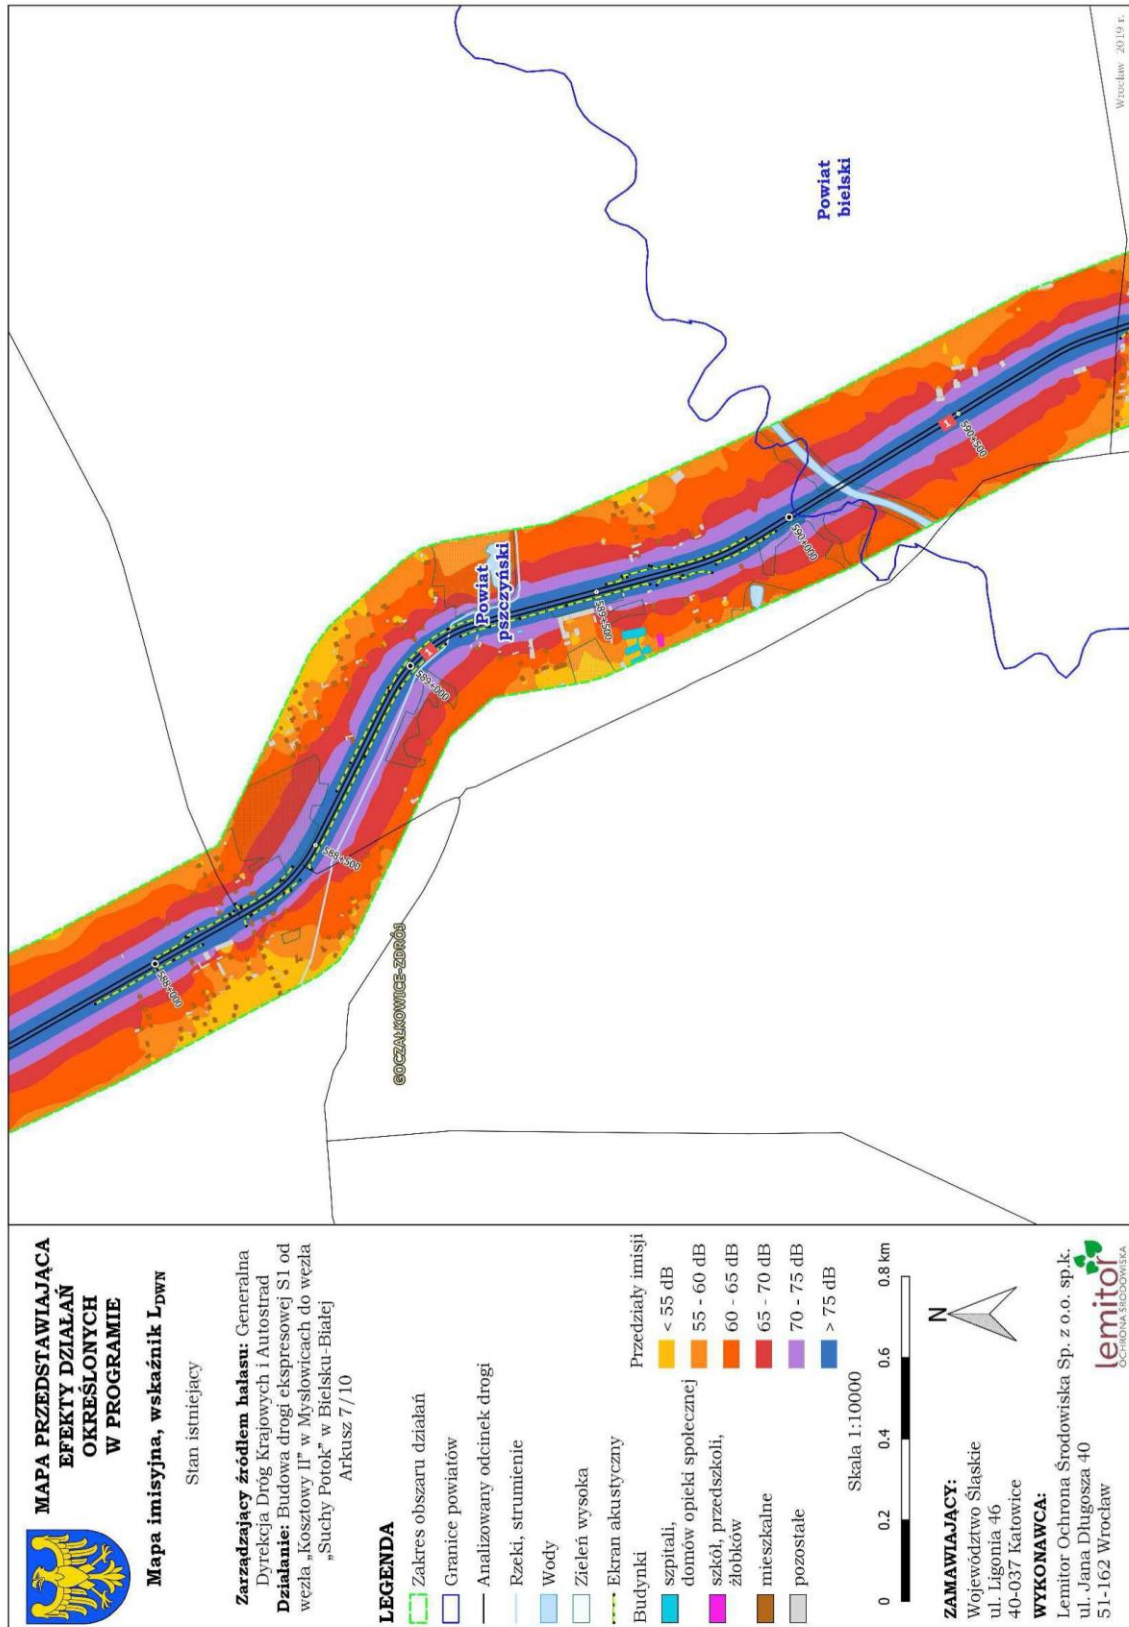 MAPA PRZEDSTAWIAJĄCA
EFEKTY DZIAŁAŃ
OKREŚLONYCH
W PROGRAMIE
Mapa imisyjna, wskaźnik LDWN
Stan istniejacy
Zarządzający źródłem hałasu: Generalna
Dyrekcja Dróg Krajowych i Autostrad
Działanie: Budowa drogi ekspresowej S1 od
węzła „Kosztowy II” w Mysłowicach do węzła
„Suchy Potok” w Bielsku-Białej
Arkusz 7/10
LEGENDA
Zakres obszaru działań
Granice powiatów
Analizowany odcinek drogi
Rzeki, strumienie
Wody
Zieleń wysoka
Ekran akustyczny
Budynki
szpitali,
domów opieki społecznej
szkół, przedszkoli,
żłobków
mieszkalne
pozostałe
Przedziały imisji
< 55 dB
55 - 60 dB
60 - 65 dB
65 - 70 dB
70 - 75 dB
> 75 dB
Skala 1:10000
0 0.2 0.4 0.6 0.8 km
N
ZAMAWIAJĄCY:
Województwo Śląskie
ul. Ligonia 46
40-037 Katowice
WYKONAWCA:
Lemitor Ochrona Środowiska Sp. z o.o. sp.k.
ul. Jana Długosza 40
51-162 Wrocław
lemitor
OCHRONA ŚRODOWISKA
588+000
588+500
GOCZAŁKOWICE-ZDRÓJ
589+000
1
Powiat
pszczyński
589+500
590+000
1
590+500
Powiat
bielski
Wrocław 2019 r.